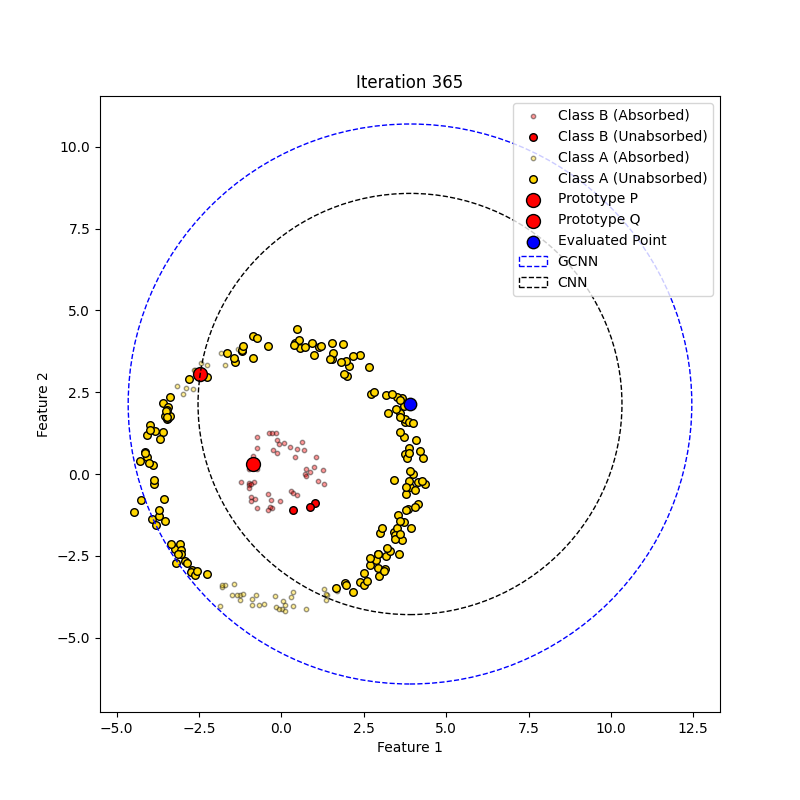 Iteration 365
Class B (Absorbed)
Class B (Unabsorbed)
Class A (Absorbed)
Class A (Unabsorbed)
Prototype P
Prototype Q
Evaluated Point
GCNN
CNN
10.0
7.5
5.0
2.5
0.0
−2.5
−5.0
Feature 2
−5.0 −2.5 0.0 2.5 5.0 7.5 10.0 12.5
Feature 1